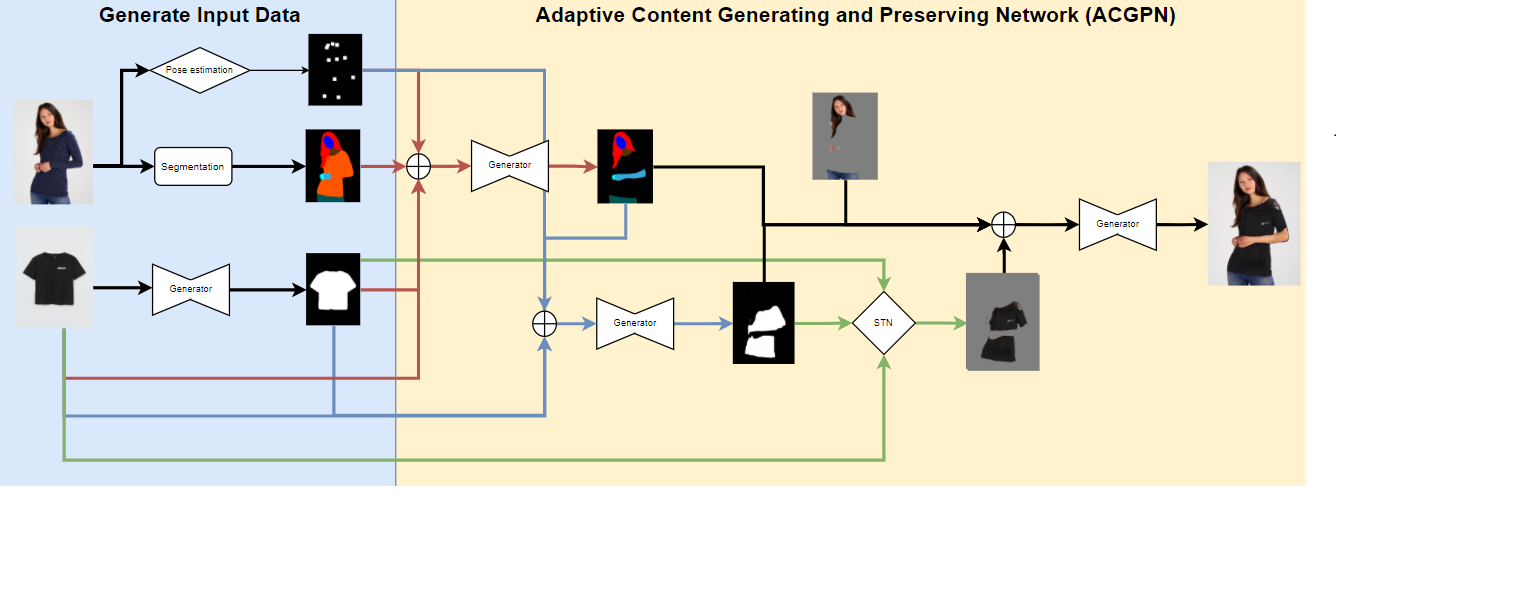 Generate Input Data
Adaptive Content Generating and Preserving Network (ACGPN)
Pose estimation
Segmentation
Generator
Generator
Generator
STN
Generator
.